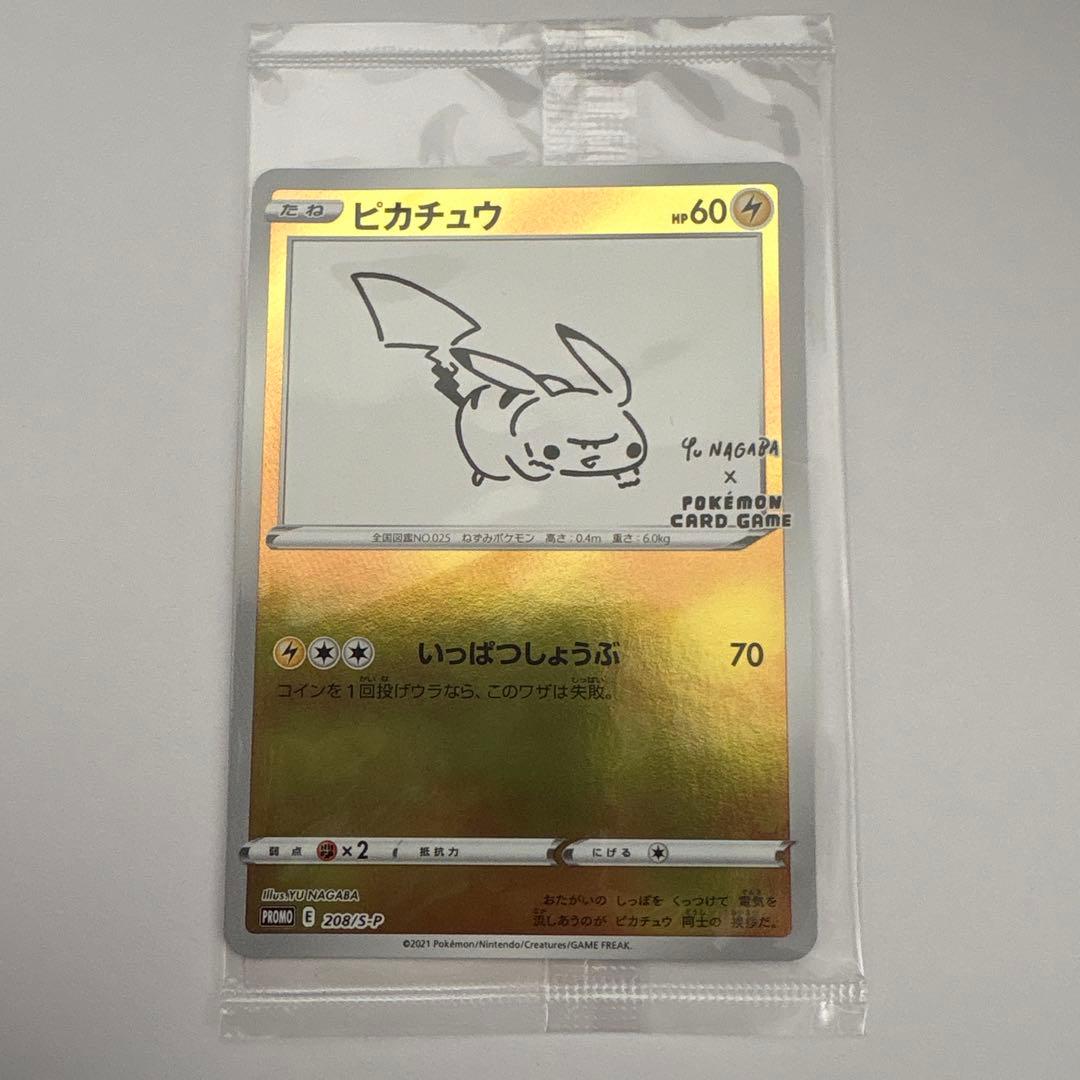 たね ピカチュウ HP60
Yu NAGABA
×
POKÉMON
CARD GAME
全国図鑑NO.025 ねずみポケモン 高さ:0.4m 重さ:6.0kg
いっぱつしょうぶ 70
コインを1回投げウラなら、このワザは失敗。
弱点 ×2 抵抗力 にげる
Illus.YU NAGABA
PROMO E 208/S-P
おたがいの しっぽを くっつけて 電気を
流しあうのが ピカチュウ 同士の 挨拶だ。
©2021 Pokémon/Nintendo/Creatures/GAME FREAK.